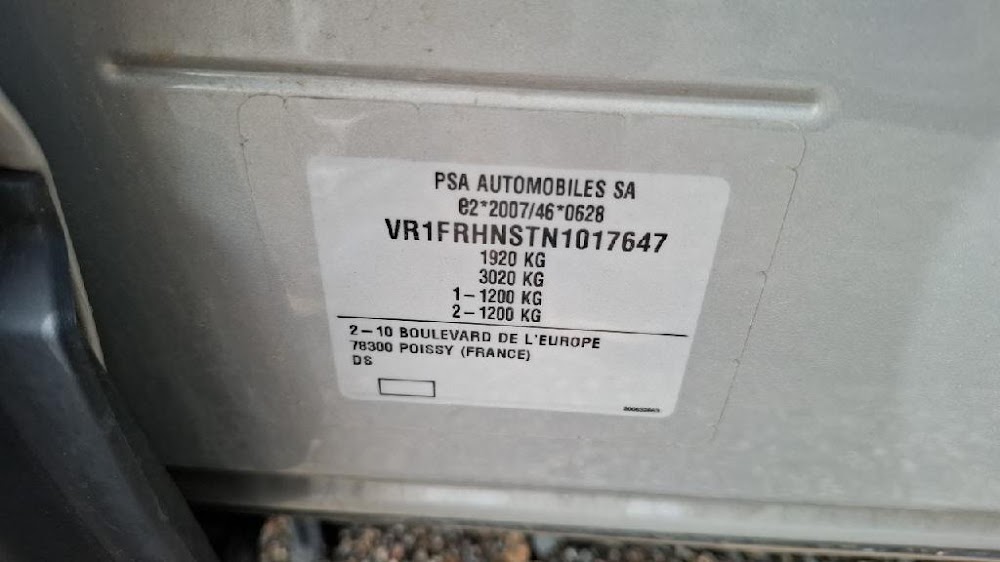 PSA AUTOMOBILES SA
e2*2007/46*0628
VR1FRHNSTN1017647
1920 KG
3020 KG
1-1200 KG
2-1200 KG
2-10 BOULEVARD DE L'EUROPE
78300 POISSY (FRANCE)
DS